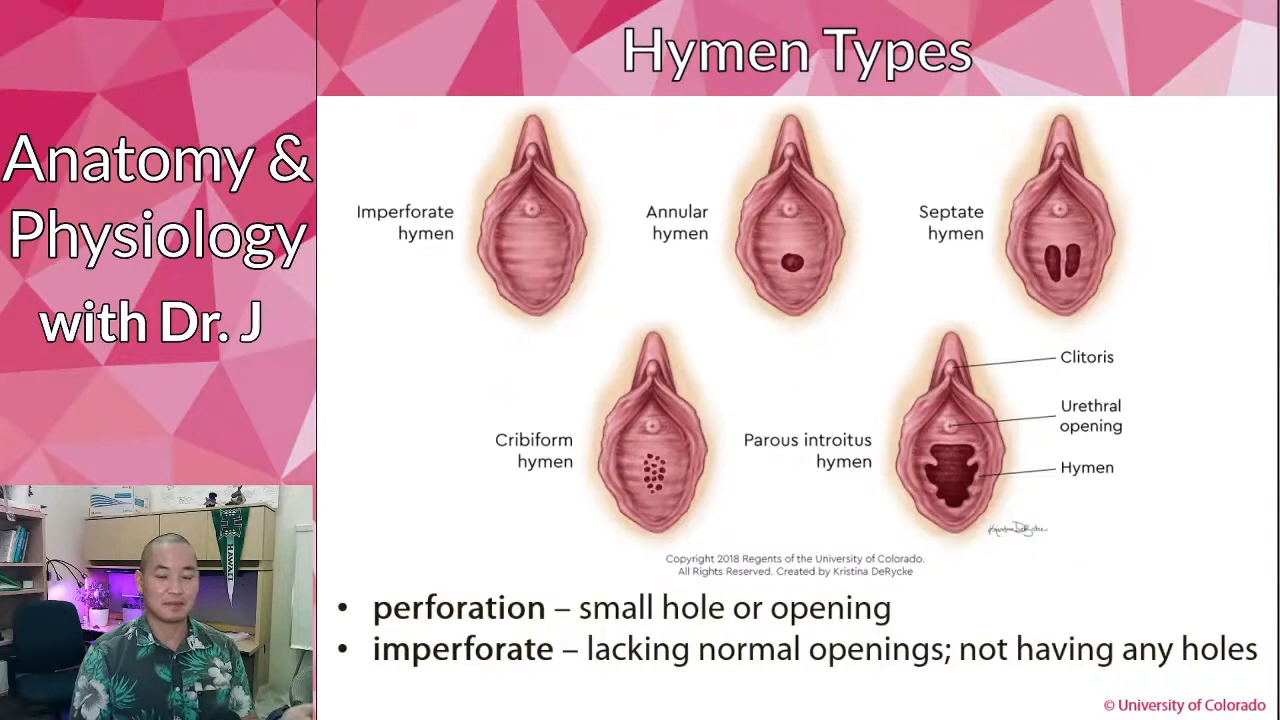 Hymen Types
Anatomy &
Physiology
with Dr. J
Imperforate
hymen
Annular
hymen
Septate
hymen
Cribiform
hymen
Parous introitus
hymen
Clitoris
Urethral
opening
Hymen
Copyright 2018 Regents of the University of Colorado.
All Rights Reserved. Created by Kristina DeRycke
• perforation – small hole or opening
• imperforate – lacking normal openings; not having any holes
© University of Colorado
HAWAII